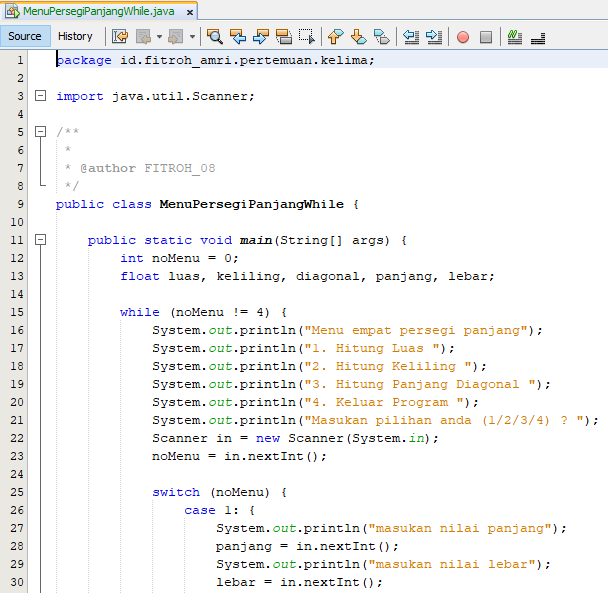 MenuPersegiPanjangWhile.java
Source History
1 package id.fitroh_amri.pertemuan.kelima;
2
3 import java.util.Scanner;
4
5 /**
6 *
7 * @author FITROH_08
8 */
9 public class MenuPersegiPanjangWhile {
10
11 public static void main(String[] args) {
12 int noMenu = 0;
13 float luas, keliling, diagonal, panjang, lebar;
14
15 while (noMenu != 4) {
16 System.out.println("Menu empat persegi panjang");
17 System.out.println("1. Hitung Luas ");
18 System.out.println("2. Hitung Keliling ");
19 System.out.println("3. Hitung Panjang Diagonal ");
20 System.out.println("4. Keluar Program ");
21 System.out.println("Masukan pilihan anda (1/2/3/4) ? ");
22 Scanner in = new Scanner(System.in);
23 noMenu = in.nextInt();
24
25 switch (noMenu) {
26 case 1: {
27 System.out.println("masukan nilai panjang");
28 panjang = in.nextInt();
29 System.out.println("masukan nilai lebar");
30 lebar = in.nextInt();